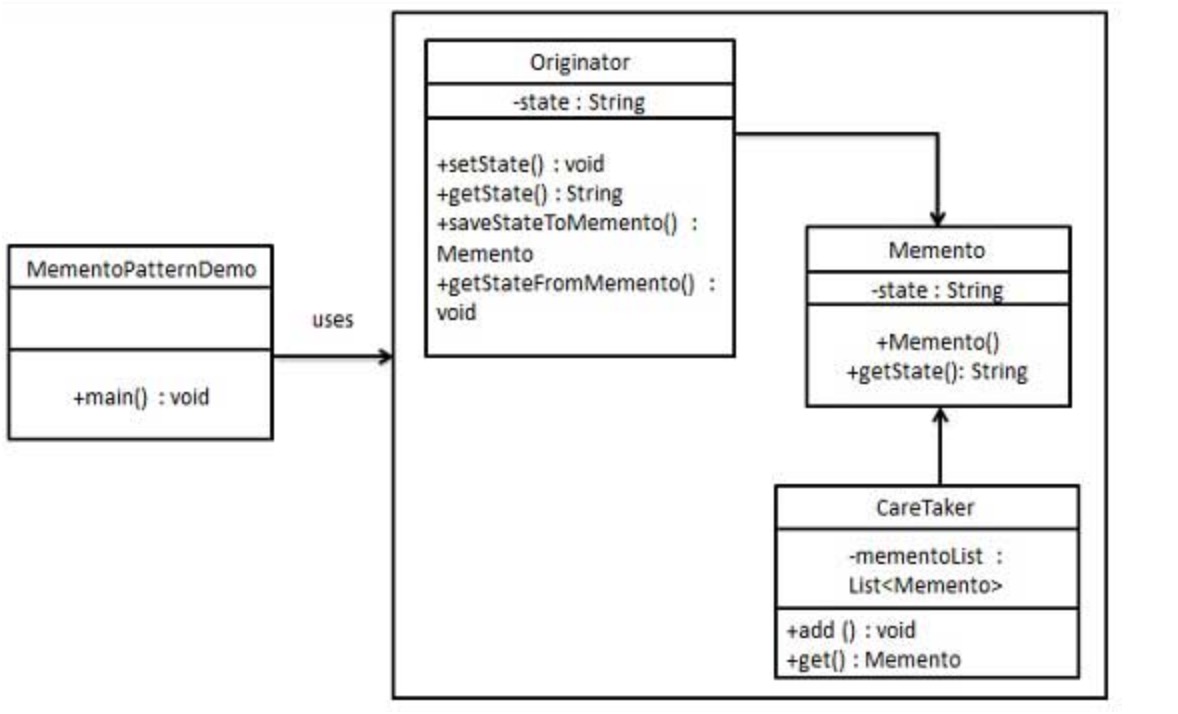 MementoPatternDemo
+main() : void
uses
Originator
-state : String
+setState() : void
+getState() : String
+saveStateToMemento() :
Memento
+getStateFromMemento() :
void
Memento
-state : String
+Memento()
+getState(): String
CareTaker
-mementoList :
List<Memento>
+add () : void
+get() : Memento